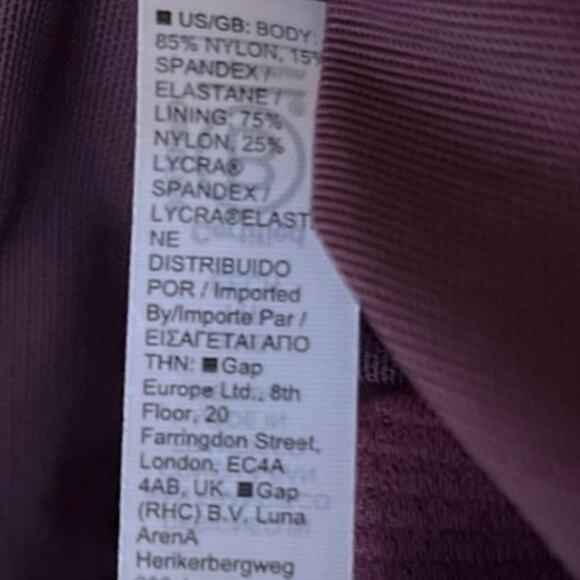 ■ US/GB: BODY:
85% NYLON, 15%
SPANDEX /
ELASTANE /
LINING: 75%
NYLON, 25%
LYCRA®
SPANDEX /
LYCRA®ELAST
NE
DISTRIBUIDO
POR / Imported
By/Importe Par /
ΕΙΣΑΓΕΤΑΙ ΑΠΟ
THN: ■Gap
Europe Ltd., 8th
Floor, 20
Farringdon Street,
London, EC4A
4AB, UK. ■Gap
(RHC) B.V. Luna
ArenA
Herikerbergweg